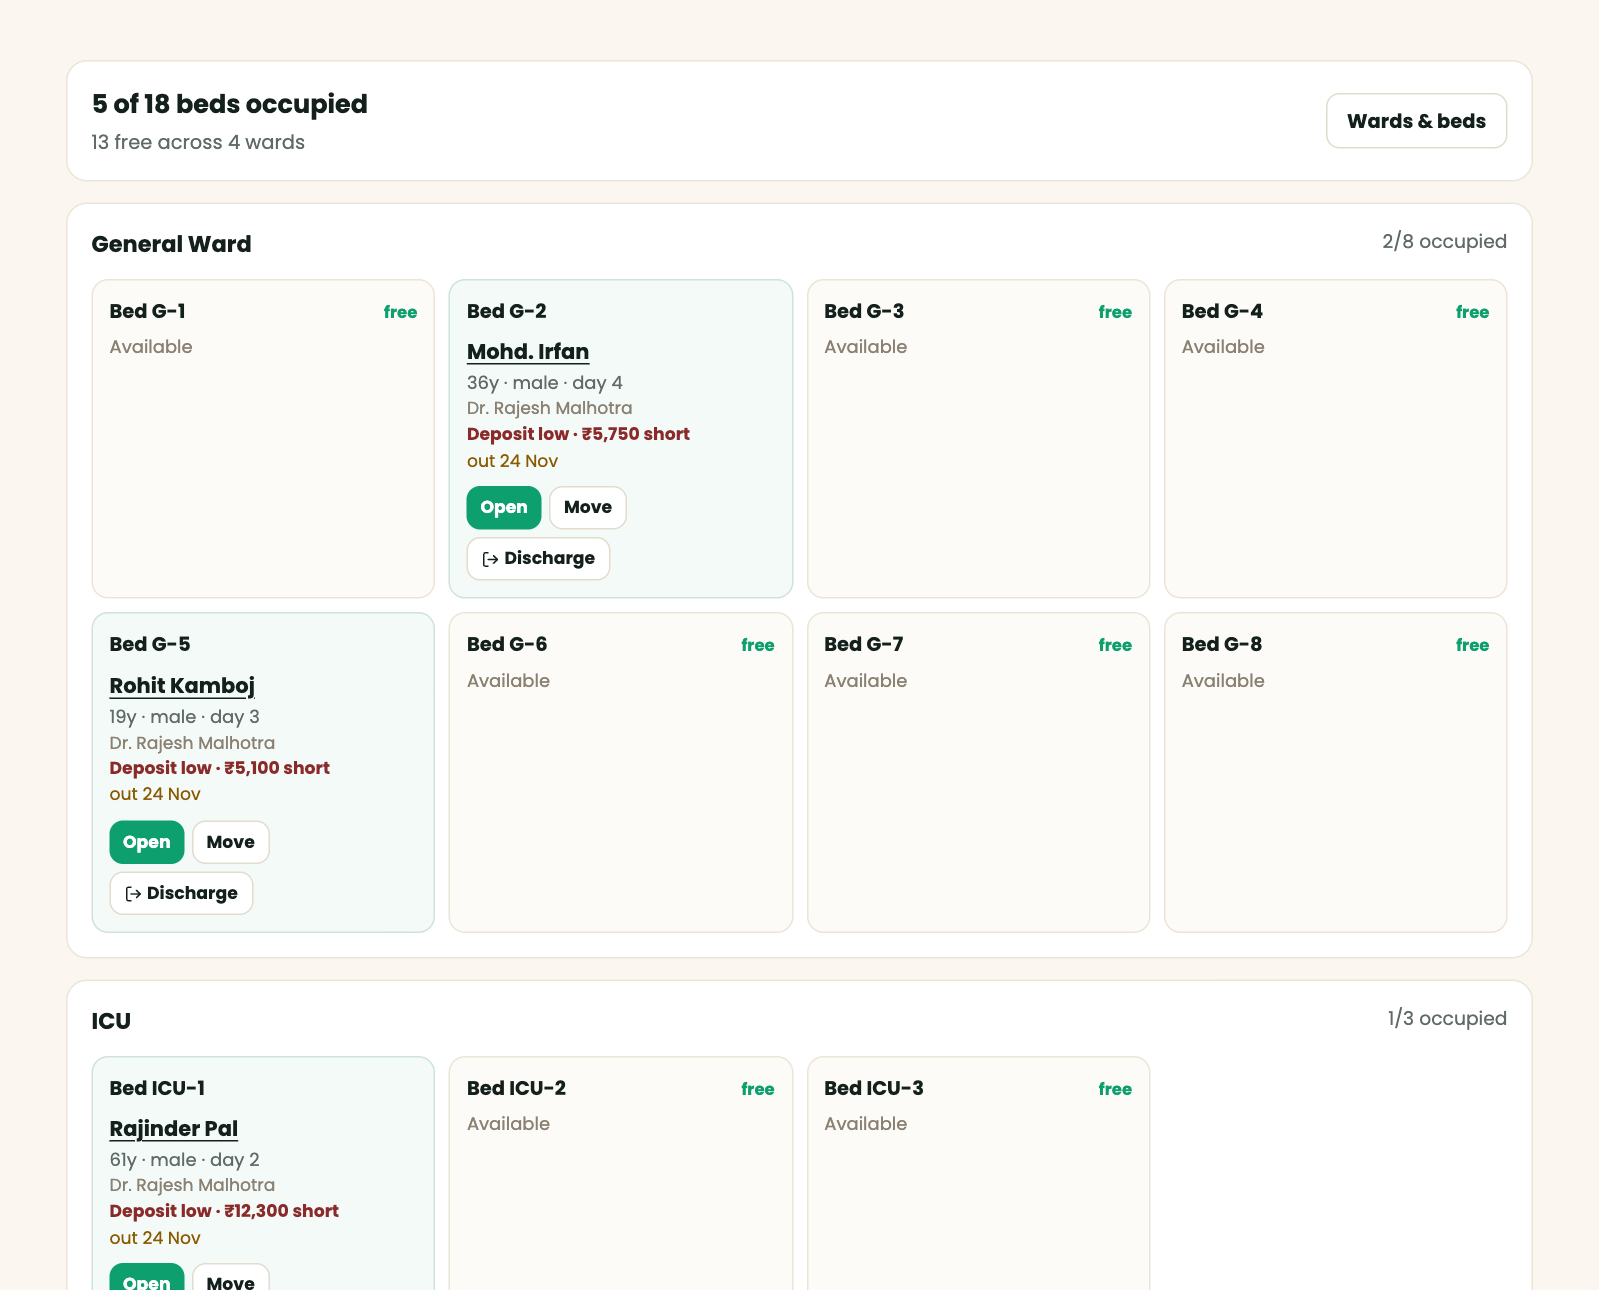 5 of 18 beds occupied
13 free across 4 wards
Wards & beds
General Ward
2/8 occupied
Bed G-1
free
Available
Bed G-2
Mohd. Irfan
36y · male · day 4
Dr. Rajesh Malhotra
Deposit low · ₹5,750 short
out 24 Nov
Open
Move
Discharge
Bed G-3
free
Available
Bed G-4
free
Available
Bed G-5
Rohit Kamboj
19y · male · day 3
Dr. Rajesh Malhotra
Deposit low · ₹5,100 short
out 24 Nov
Open
Move
Discharge
Bed G-6
free
Available
Bed G-7
free
Available
Bed G-8
free
Available
ICU
1/3 occupied
Bed ICU-1
Rajinder Pal
61y · male · day 2
Dr. Rajesh Malhotra
Deposit low · ₹12,300 short
out 24 Nov
Open
Move
Bed ICU-2
free
Available
Bed ICU-3
free
Available